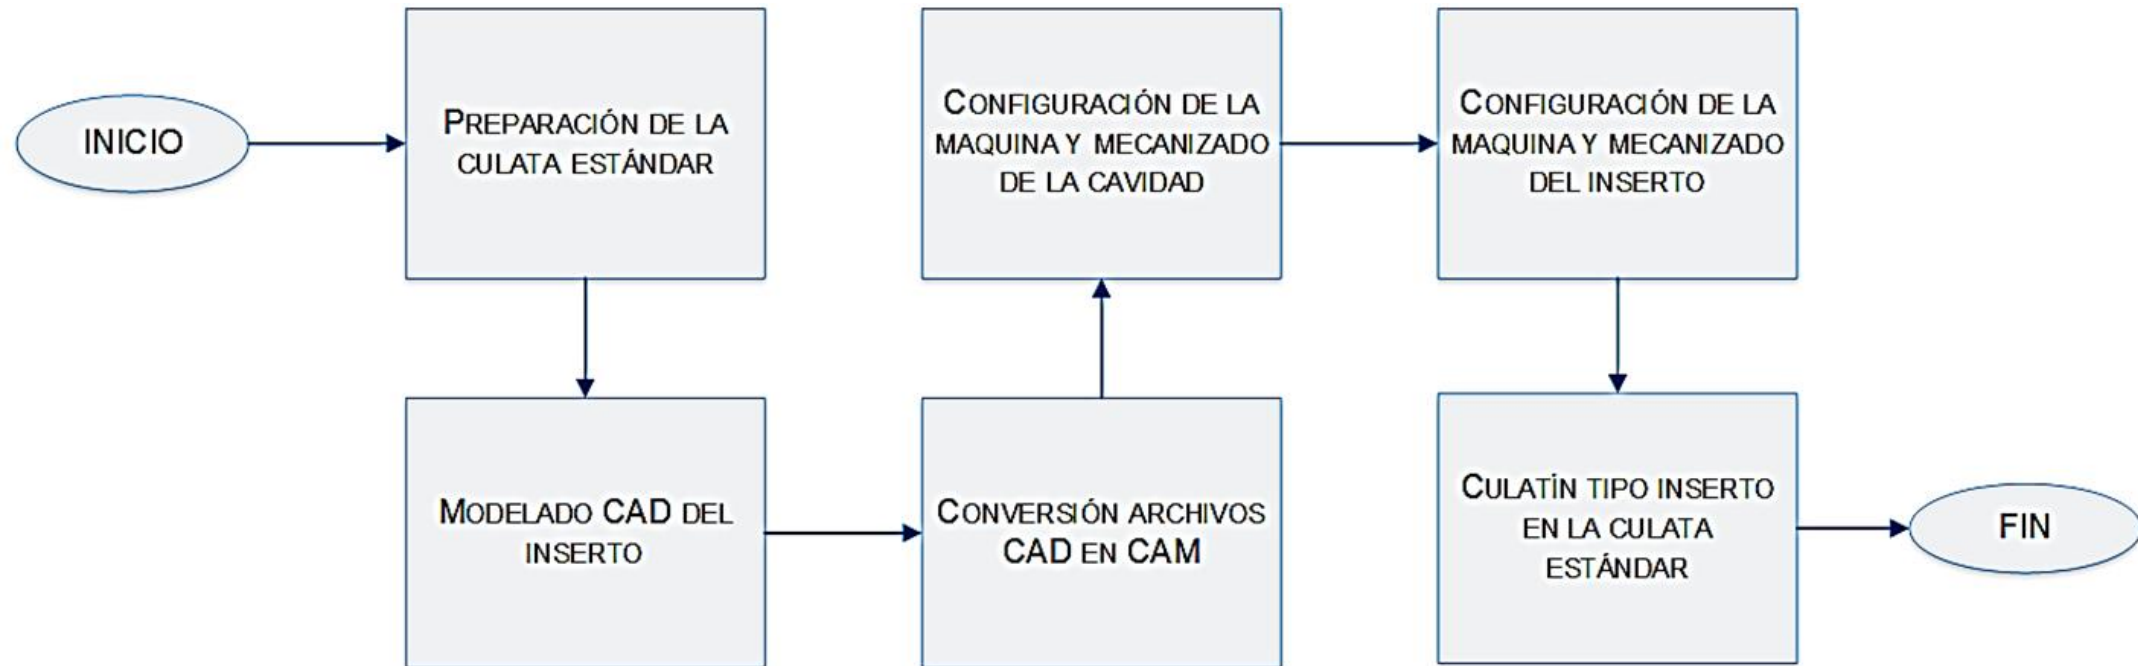 INICIO
PREPARACIÓN DE LA
CULATA ESTÁNDAR
MODELADO CAD DEL
INSERTO
CONVERSIÓN ARCHIVOS
CAD EN CAM
CONFIGURACIÓN DE LA
MAQUINA Y MECANIZADO
DE LA CAVIDAD
CONFIGURACIÓN DE LA
MAQUINA Y MECANIZADO
DEL INSERTO
CULATÍN TIPO INSERTO
EN LA CULATA
ESTÁNDAR
FIN